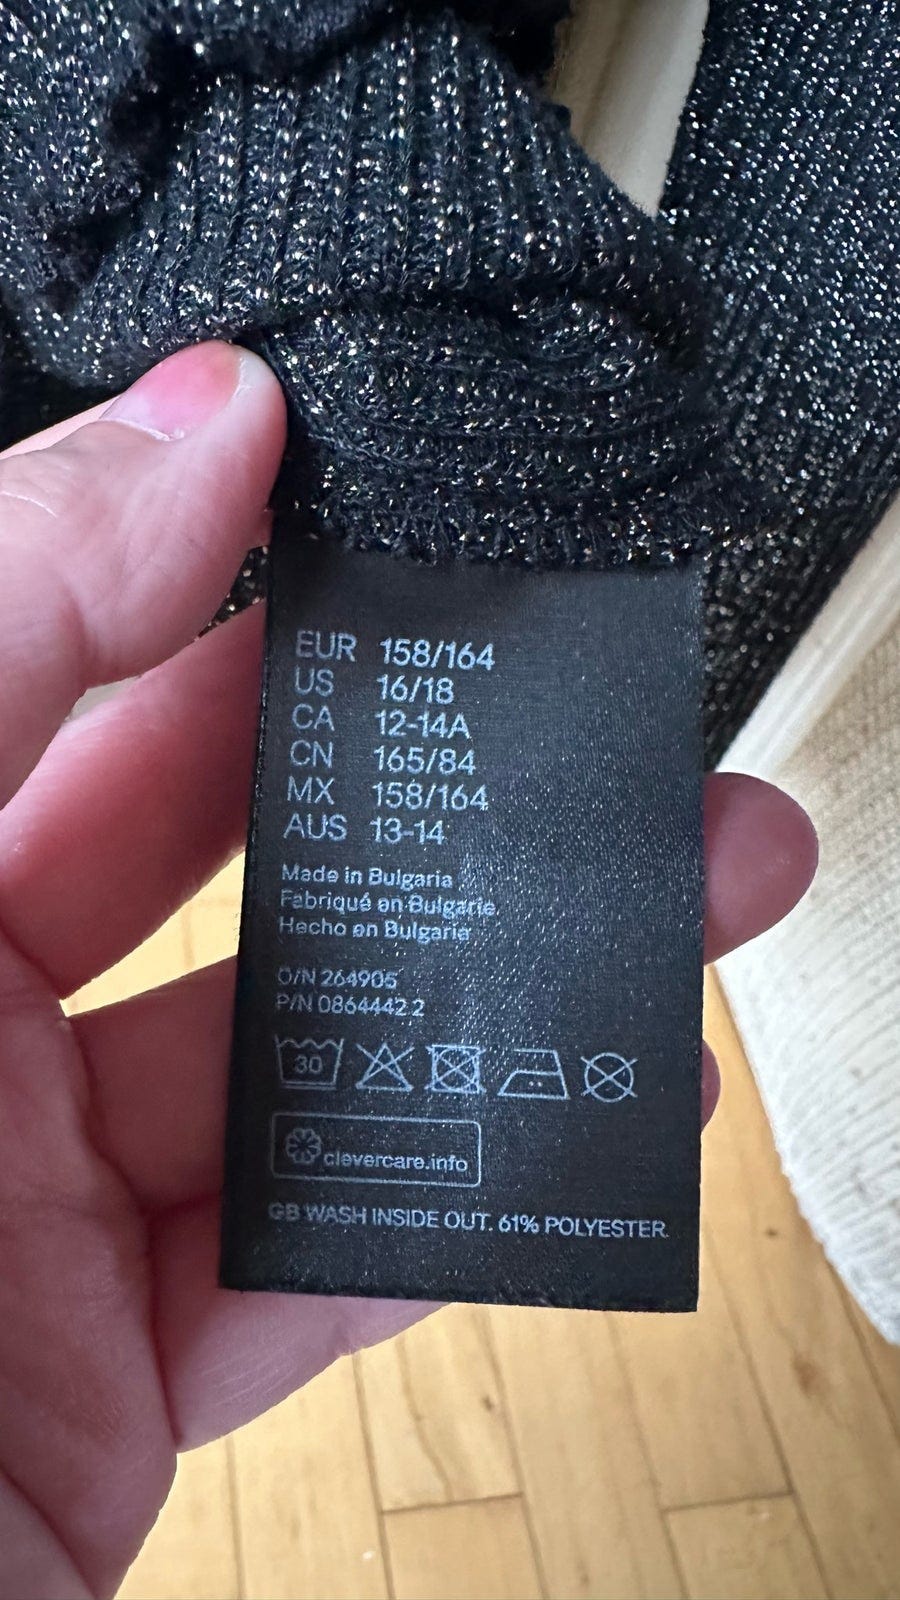 EUR 158/164
US 16/18
CA 12-14A
CN 165/84
MX 158/164
AUS 13-14
Made in Bulgaria
Fabriqué en Bulgarie
Hecho en Bulgaria
O/N 264905
P/N 0864442 2
30
clevercare.info
GB WASH INSIDE OUT. 61% POLYESTER.